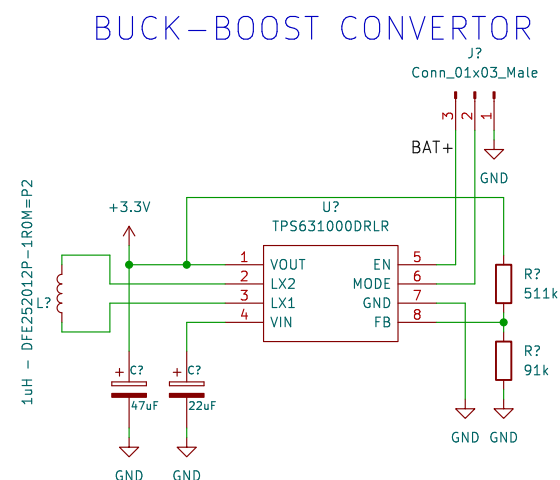 BUCK-BOOST CONVERTOR
J?
Conn_01x03_Male
3
2
1
BAT+
GND
+3.3V
U?
TPS631000DRLR
1uH - DFE252012P-1R0M=P2
L?
1 VOUT EN 5
2 LX2 MODE 6
3 LX1 GND 7
4 VIN FB 8
R?
511k
R?
91k
+ C?
47uF
+ C?
22uF
GND
GND
GND
GND